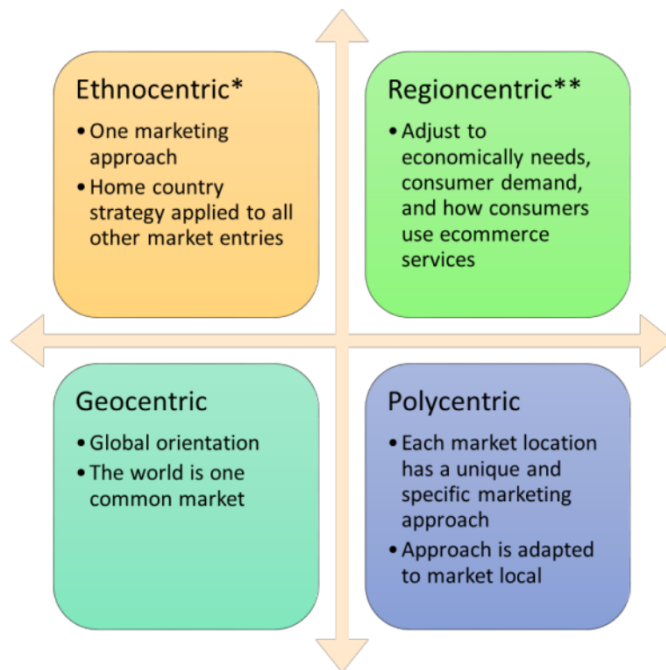 Ethnocentric*
• One marketing
approach
• Home country
strategy applied to all
other market entries
Regioncentric**
• Adjust to
economically needs,
consumer demand,
and how consumers
use ecommerce
services
Geocentric
• Global orientation
• The world is one
common market
Polycentric
• Each market location
has a unique and
specific marketing
approach
• Approach is adapted
to market local